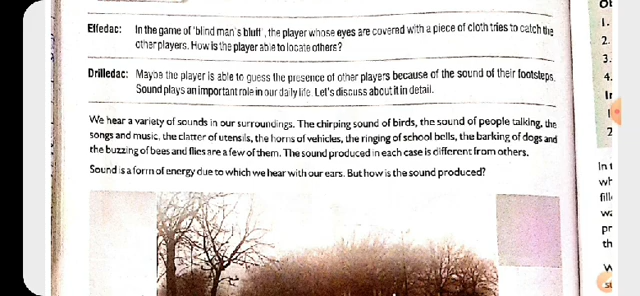 Effedac: In the game of 'blind man's bluff', the player whose eyes are covered with a piece of cloth tries to catch the
other players. How is the player able to locate others?
Drilledac: Maybe the player is able to guess the presence of other players because of the sound of their footsteps.
Sound plays an important role in our daily life. Let's discuss about it in detail.
We hear a variety of sounds in our surroundings. The chirping sound of birds, the sound of people talking, the
songs and music, the clatter of utensils, the horns of vehicles, the ringing of school bells, the barking of dogs and
the buzzing of bees and flies are a few of them. The sound produced in each case is different from others.
Sound is a form of energy due to which we hear with our ears. But how is the sound produced?
1.
2.
3.
4.